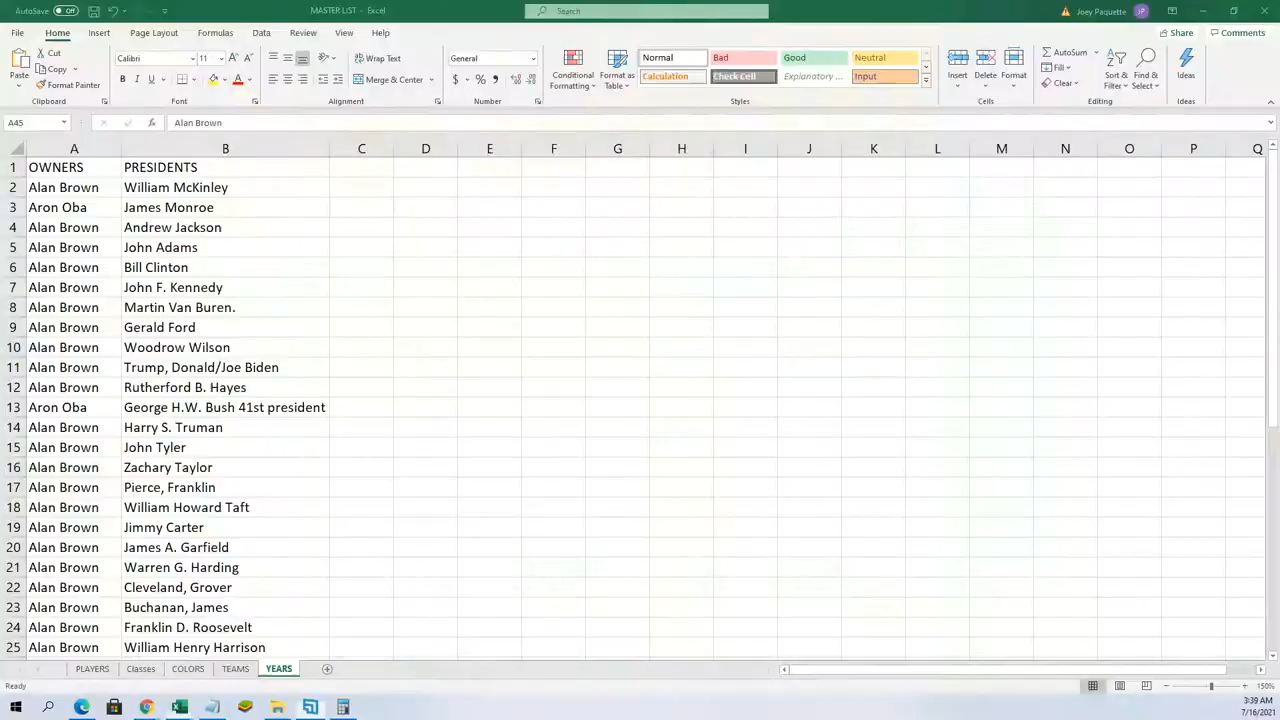 AutoSave Off MASTER LIST - Excel Search Joey Paquette JP
File Home Insert Page Layout Formulas Data Review View Help Share Comments
Paste Cut Copy Format Painter Clipboard
Calibri 11 Font
Wrap Text Merge & Center Alignment
General Number
Conditional Formatting Format as Table Normal Bad Good Neutral Calculation Check Cell Explanatory ... Input Styles
Insert Delete Format Cells
AutoSum Fill Clear Sort & Filter Find & Select Editing
Ideas Ideas
A45 fx Alan Brown
A B C D E F G H I J K L M N O P Q
1 OWNERS PRESIDENTS
2 Alan Brown William McKinley
3 Aron Oba James Monroe
4 Alan Brown Andrew Jackson
5 Alan Brown John Adams
6 Alan Brown Bill Clinton
7 Alan Brown John F. Kennedy
8 Alan Brown Martin Van Buren.
9 Alan Brown Gerald Ford
10 Alan Brown Woodrow Wilson
11 Alan Brown Trump, Donald/Joe Biden
12 Alan Brown Rutherford B. Hayes
13 Aron Oba George H.W. Bush 41st president
14 Alan Brown Harry S. Truman
15 Alan Brown John Tyler
16 Alan Brown Zachary Taylor
17 Alan Brown Pierce, Franklin
18 Alan Brown William Howard Taft
19 Alan Brown Jimmy Carter
20 Alan Brown James A. Garfield
21 Alan Brown Warren G. Harding
22 Alan Brown Cleveland, Grover
23 Alan Brown Buchanan, James
24 Alan Brown Franklin D. Roosevelt
25 Alan Brown William Henry Harrison
PLAYERS Classes COLORS TEAMS YEARS
Ready 150%
3:39 AM
7/16/2021